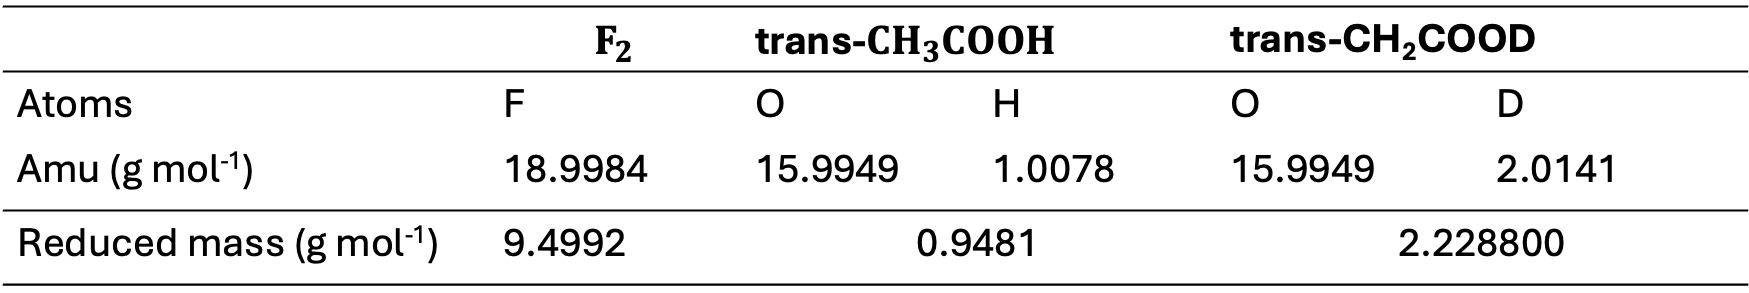 F₂ trans-CH₃COOH trans-CH₂COOD
Atoms F O H O D
Amu (g mol⁻¹) 18.9984 15.9949 1.0078 15.9949 2.0141
Reduced mass (g mol⁻¹) 9.4992 0.9481 2.228800